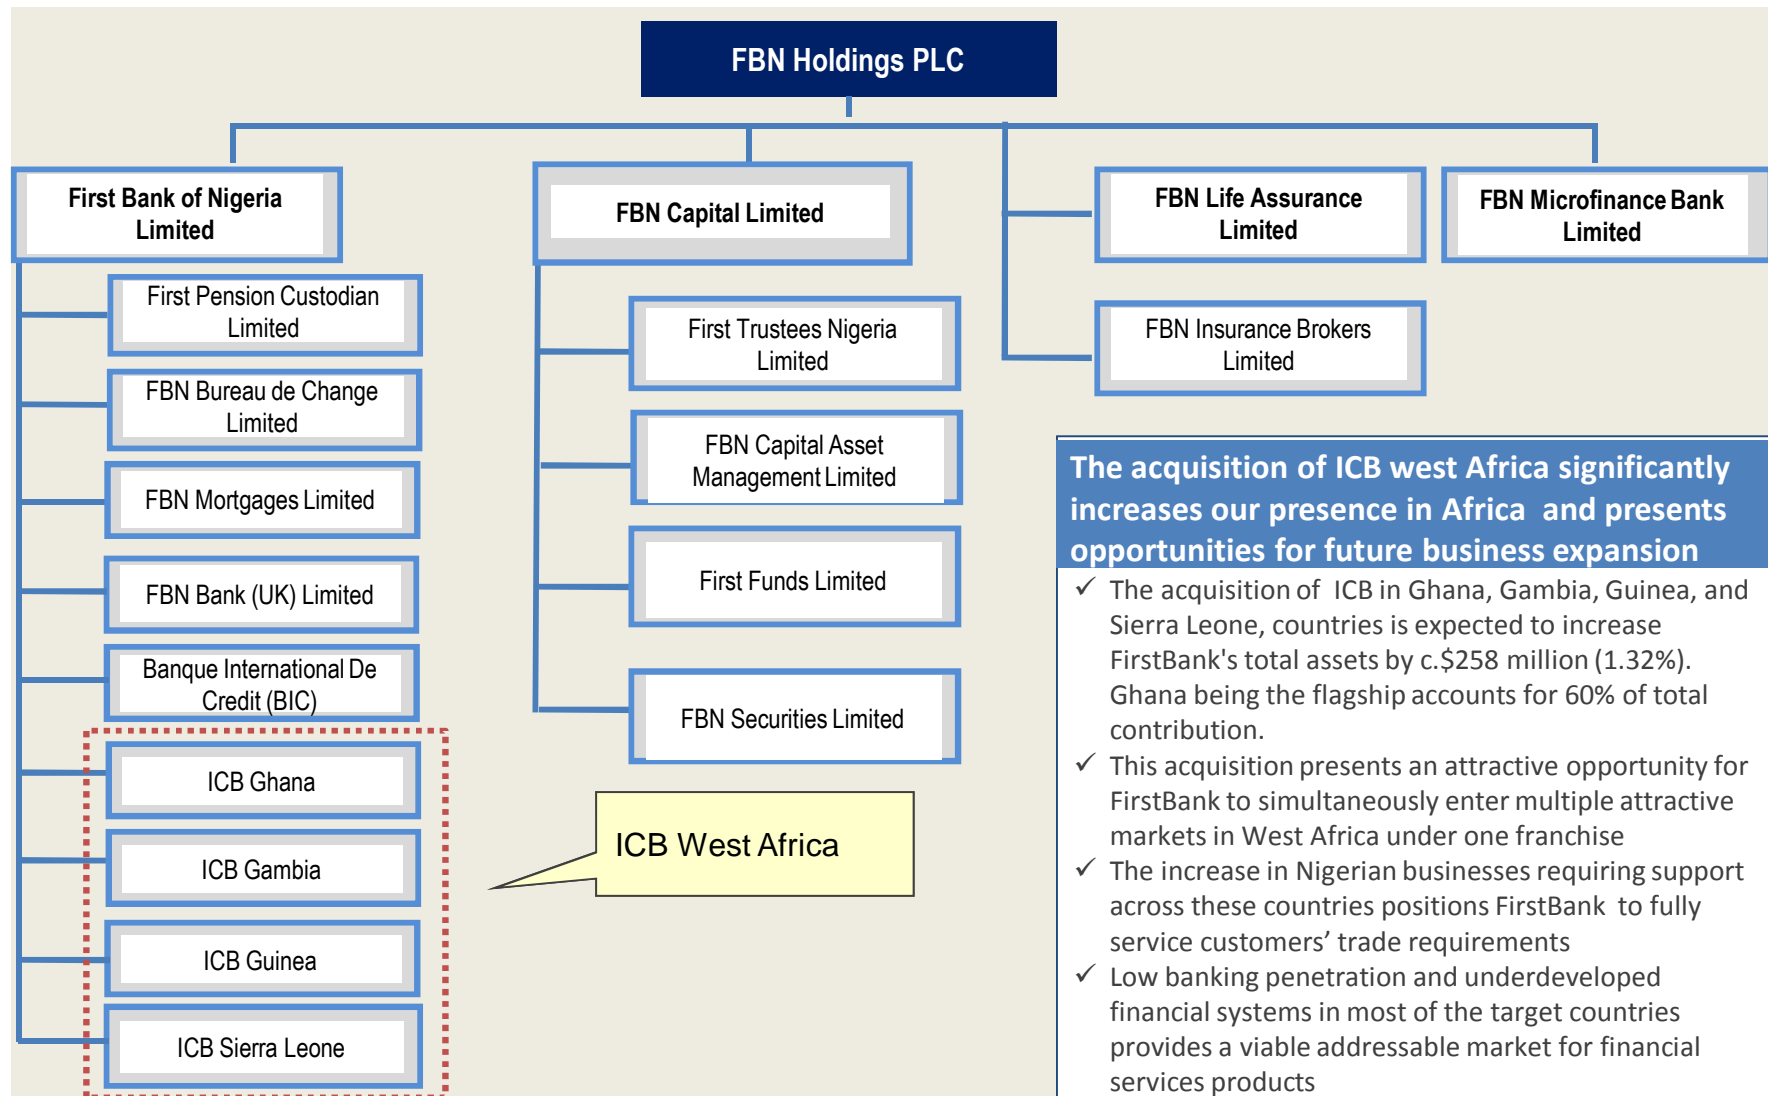 FBN Holdings PLC
First Bank of Nigeria
Limited
First Pension Custodian
Limited
FBN Bureau de Change
Limited
FBN Mortgages Limited
FBN Bank (UK) Limited
Banque International De
Credit (BIC)
ICB Ghana
ICB Gambia
ICB Guinea
ICB Sierra Leone
FBN Capital Limited
First Trustees Nigeria
Limited
FBN Capital Asset
Management Limited
First Funds Limited
FBN Securities Limited
ICB West Africa
FBN Life Assurance
Limited
FBN Insurance Brokers
Limited
FBN Microfinance Bank
Limited
The acquisition of ICB west Africa significantly
increases our presence in Africa and presents
opportunities for future business expansion
✓ The acquisition of ICB in Ghana, Gambia, Guinea, and
Sierra Leone, countries is expected to increase
FirstBank's total assets by c.$258 million (1.32%).
Ghana being the flagship accounts for 60% of total
contribution.
✓ This acquisition presents an attractive opportunity for
FirstBank to simultaneously enter multiple attractive
markets in West Africa under one franchise
✓ The increase in Nigerian businesses requiring support
across these countries positions FirstBank to fully
service customers’ trade requirements
✓ Low banking penetration and underdeveloped
financial systems in most of the target countries
provides a viable addressable market for financial
services products